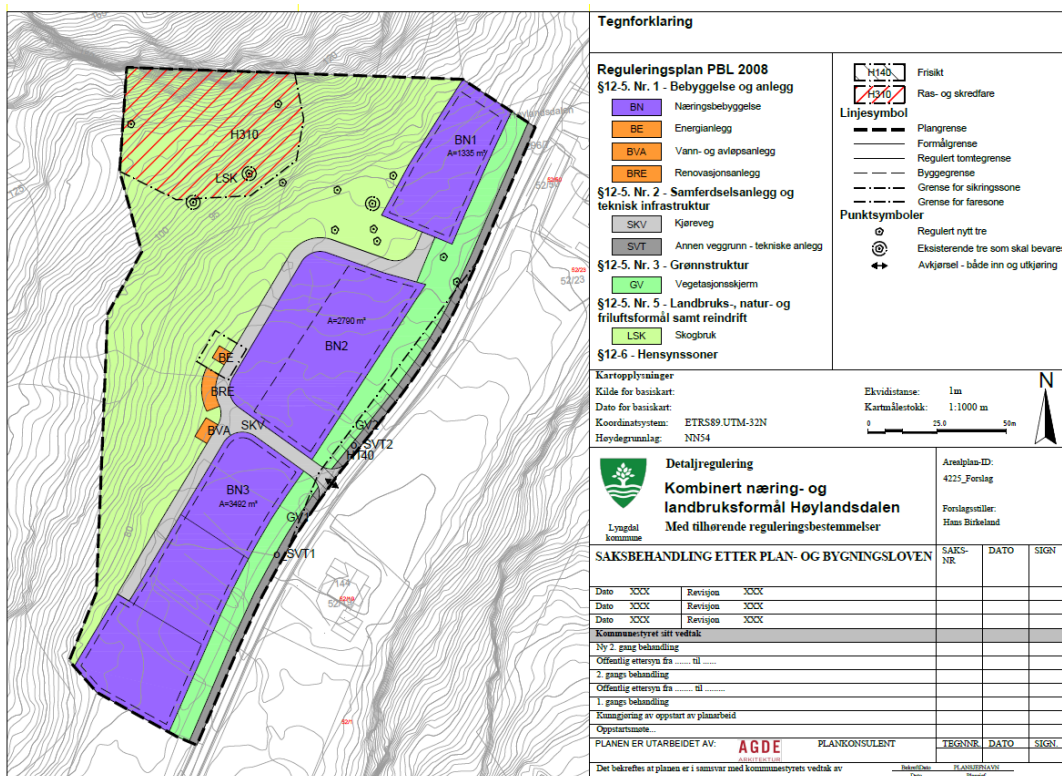 BN1
A=1335 m²
H310
LSK
A=2790 m²
BN2
BE
BRE
BVA
SKV
GV2
SVT2
H140
BN3
A=3492 m²
SVT1
144
52/23
52/23
52/1
100
80
Tegnforklaring
Reguleringsplan PBL 2008
§12-5. Nr. 1 - Bebyggelse og anlegg
BN Næringsbebyggelse
BE Energianlegg
BVA Vann- og avløpsanlegg
BRE Renovasjonsanlegg
§12-5. Nr. 2 - Samferdselsanlegg og
teknisk infrastruktur
SKV Kjøreveg
SVT Annen veggrunn - tekniske anlegg
§12-5. Nr. 3 - Grønnstruktur
GV Vegetasjonsskjerm
§12-5. Nr. 5 - Landbruks-, natur- og
friluftsformål samt reindrift
LSK Skogbruk
§12-6 - Hensynssoner
H140 Frisikt
H310 Ras- og skredfare
Linjesymbol
Plangrense
Formålgrense
Regulert tomtegrense
Byggegrense
Grense for sikringssone
Grense for faresone
Punktsymboler
Regulert nytt tre
Eksisterende tre som skal bevares
Avkjørsel - både inn og utkjøring
Kartopplysninger
Kilde for basiskart:
Dato for basiskart:
Koordinatsystem: ETRS89.UTM-32N
Høydegrunnlag: NN54
Ekvidistanse: 1m
Kartmålestokk: 1:1000 m
0 25.0 50m
N
Lyngdal
kommune
Detaljregulering
Kombinert næring- og
landbruksformål Høylandsdalen
Med tilhørende reguleringsbestemmelser
Arealplan-ID:
4225_Forslag
Forslagsstiller:
Hans Birkeland
SAKSBEHANDLING ETTER PLAN- OG BYGNINGSLOVEN
SAKS-
NR
DATO
SIGN
Dato XXX Revisjon XXX
Dato XXX Revisjon XXX
Dato XXX Revisjon XXX
Kommunestyret sitt vedtak
Ny 2. gang behandling
Offentlig ettersyn fra ....... til ......
2. gangs behandling
Offentlig ettersyn fra ........ til .........
1. gangs behandling
Kunngjøring av oppstart av planarbeid
Oppstartsmøte...
PLANEN ER UTARBEIDET AV:
AGDE
ARKITEKTUR
PLANKONSULENT
TEGNNR. DATO SIGN.
Det bekreftes at planen er i samsvar med kommunestyrets vedtak av